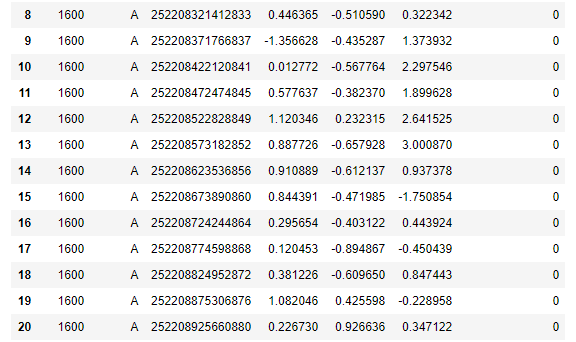 8 1600 A 252208321412833 0.446365 -0.510590 0.322342 0
9 1600 A 252208371766837 -1.356628 -0.435287 1.373932 0
10 1600 A 252208422120841 0.012772 -0.567764 2.297546 0
11 1600 A 252208472474845 0.577637 -0.382370 1.899628 0
12 1600 A 252208522828849 1.120346 0.232315 2.641525 0
13 1600 A 252208573182852 0.887726 -0.657928 3.000870 0
14 1600 A 252208623536856 0.910889 -0.612137 0.937378 0
15 1600 A 252208673890860 0.844391 -0.471985 -1.750854 0
16 1600 A 252208724244864 0.295654 -0.403122 0.443924 0
17 1600 A 252208774598868 0.120453 -0.894867 -0.450439 0
18 1600 A 252208824952872 0.381226 -0.609650 0.847443 0
19 1600 A 252208875306876 1.082046 0.425598 -0.228958 0
20 1600 A 252208925660880 0.226730 0.926636 0.347122 0